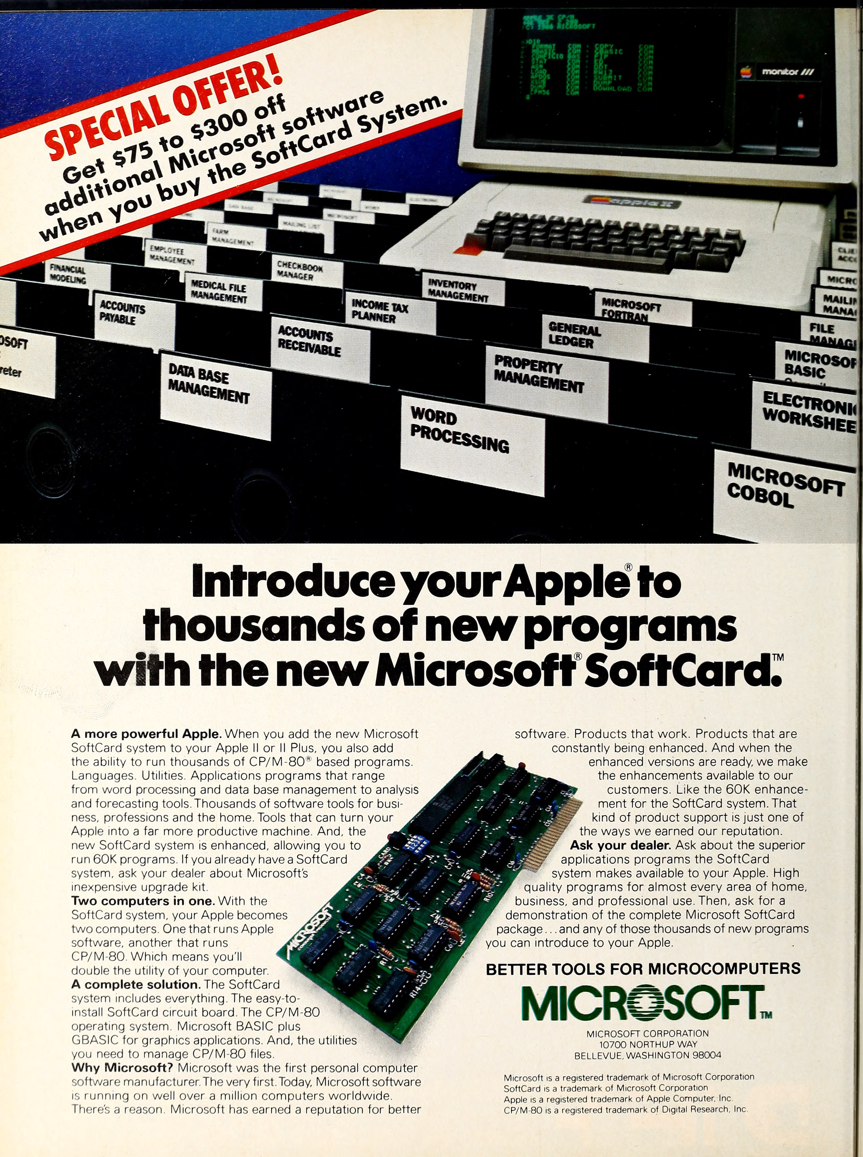 SPECIAL OFFER!
Get $75 to $300 off
additional Microsoft software
when you buy the SoftCard System.
monitor ///
apple II
MAILING LIST
FARM
MANAGEMENT
EMPLOYEE
MANAGEMENT
CHECKBOOK
MANAGER
FINANCIAL
MODELING
MEDICAL FILE
MANAGEMENT
INVENTORY
MANAGEMENT
ACCOUNTS
PAYABLE
INCOME TAX
PLANNER
MICROSOFT
FORTRAN
ACCOUNTS
RECEIVABLE
GENERAL
LEDGER
FILE
DATA BASE
MANAGEMENT
PROPERTY
MANAGEMENT
BASIC
WORD
PROCESSING
MICROSOFT
COBOL
Introduce your Apple® to
thousands of new programs
with the new Microsoft® SoftCard.™
A more powerful Apple. When you add the new Microsoft
SoftCard system to your Apple II or II Plus, you also add
the ability to run thousands of CP/M-80® based programs.
Languages. Utilities. Applications programs that range
from word processing and data base management to analysis
and forecasting tools. Thousands of software tools for busi-
ness, professions and the home. Tools that can turn your
Apple into a far more productive machine. And, the
new SoftCard system is enhanced, allowing you to
run 60K programs. If you already have a SoftCard
system, ask your dealer about Microsoft's
inexpensive upgrade kit.
Two computers in one. With the
SoftCard system, your Apple becomes
two computers. One that runs Apple
software, another that runs
CP/M-80. Which means you'll
double the utility of your computer.
A complete solution. The SoftCard
system includes everything. The easy-to-
install SoftCard circuit board. The CP/M-80
operating system. Microsoft BASIC plus
GBASIC for graphics applications. And, the utilities
you need to manage CP/M-80 files.
Why Microsoft? Microsoft was the first personal computer
software manufacturer. The very first. Today, Microsoft software
is running on well over a million computers worldwide.
There's a reason. Microsoft has earned a reputation for better
software. Products that work. Products that are
constantly being enhanced. And when the
enhanced versions are ready, we make
the enhancements available to our
customers. Like the 60K enhance-
ment for the SoftCard system. That
kind of product support is just one of
the ways we earned our reputation.
Ask your dealer. Ask about the superior
applications programs the SoftCard
system makes available to your Apple. High
quality programs for almost every area of home,
business, and professional use. Then, ask for a
demonstration of the complete Microsoft SoftCard
package...and any of those thousands of new programs
you can introduce to your Apple.
MICROSOFT
BETTER TOOLS FOR MICROCOMPUTERS
MICROSOFT™
MICROSOFT CORPORATION
10700 NORTHUP WAY
BELLEVUE, WASHINGTON 98004
Microsoft is a registered trademark of Microsoft Corporation
SoftCard is a trademark of Microsoft Corporation
Apple is a registered trademark of Apple Computer, Inc.
CP/M-80 is a registered trademark of Digital Research, Inc.